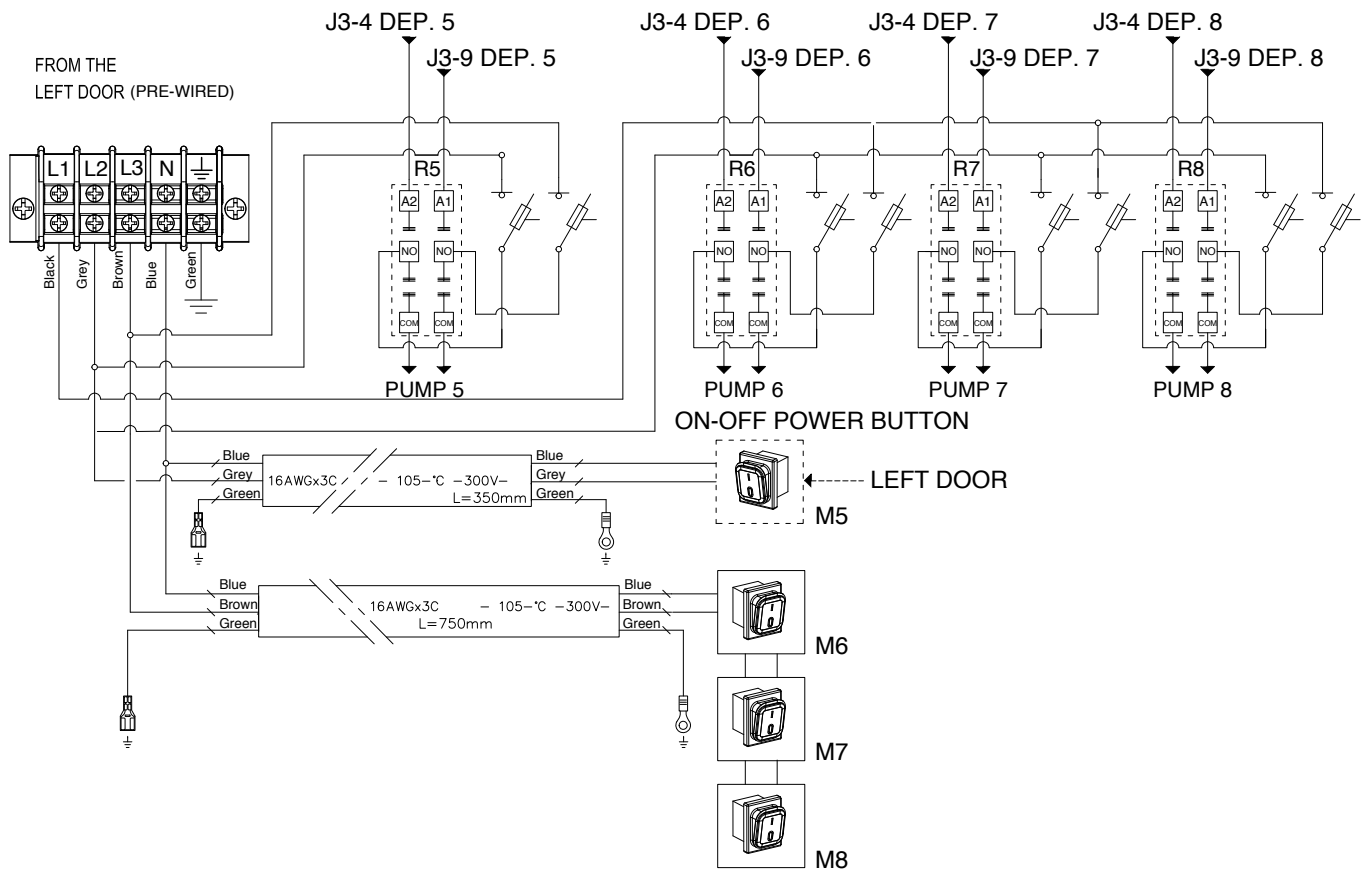 J3-4 DEP. 5
J3-4 DEP. 6
J3-4 DEP. 7
J3-4 DEP. 8
J3-9 DEP. 5
J3-9 DEP. 6
J3-9 DEP. 7
J3-9 DEP. 8
FROM THE
LEFT DOOR (PRE-WIRED)
L1 L2 L3 N
R5
R6
R7
R8
A2 A1
A2 A1
A2 A1
A2 A1
NO NO
NO NO
NO NO
NO NO
Black
Grey
Brown
Blue
Green
COM COM
COM COM
COM COM
COM COM
PUMP 5
PUMP 6
PUMP 7
PUMP 8
ON-OFF POWER BUTTON
Blue
Grey
Green
16AWGx3C - 105-°C -300V-
L=350mm
Blue
Grey
Green
LEFT DOOR
M5
Blue
Brown
Green
16AWGx3C - 105-°C -300V-
L=750mm
Blue
Brown
Green
M6
M7
M8